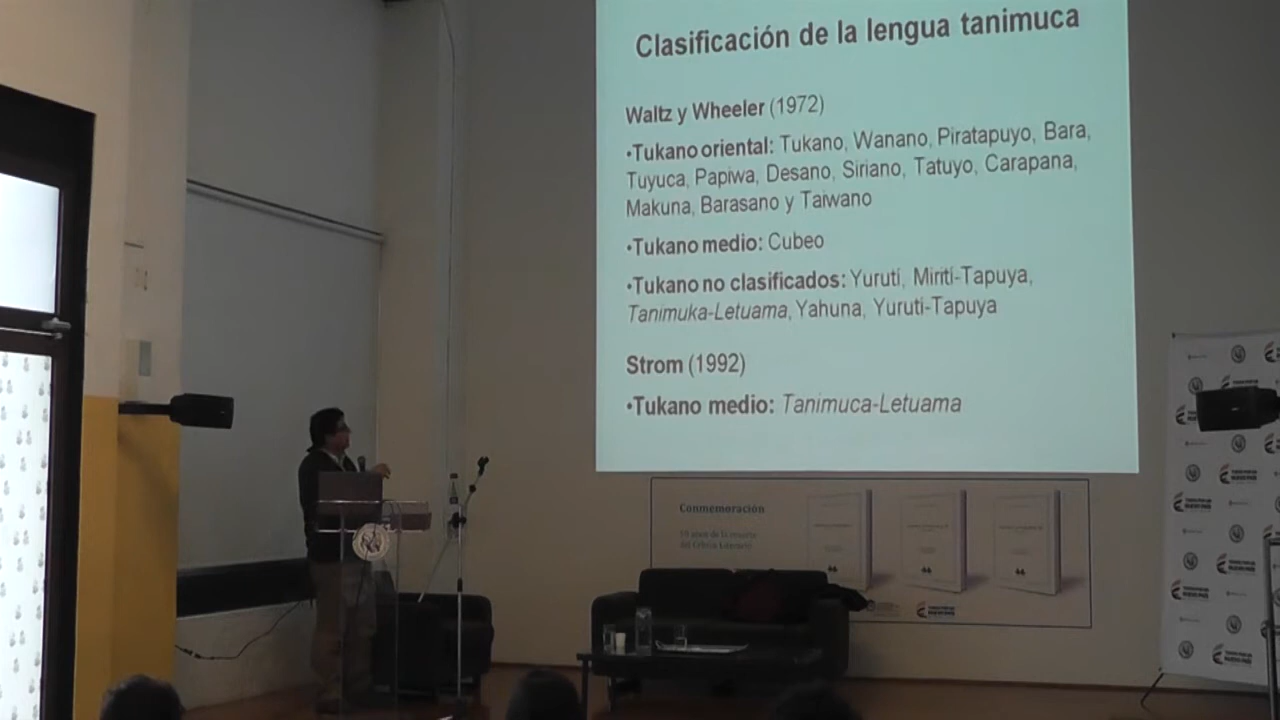 Clasificación de la lengua tanimuca
Waltz y Wheeler (1972)
•Tukano oriental: Tukano, Wanano, Piratapuyo, Bara,
Tuyuca, Papiwa, Desano, Siriano, Tatuyo, Carapana,
Makuna, Barasano y Taiwano
•Tukano medio: Cubeo
•Tukano no clasificados: Yurutí, Mirití-Tapuya,
Tanimuka-Letuama, Yahuna, Yuruti-Tapuya
Strom (1992)
•Tukano medio: Tanimuca-Letuama
Conmemoración